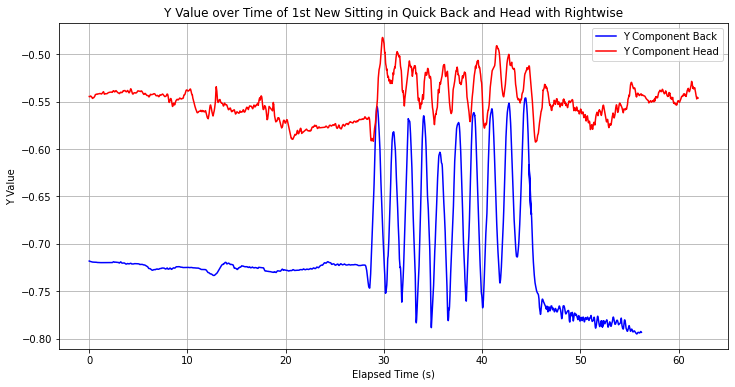 Y Value over Time of 1st New Sitting in Quick Back and Head with Rightwise
Y Component Back
Y Component Head
Y Value
−0.50
−0.55
−0.60
−0.65
−0.70
−0.75
−0.80
0 10 20 30 40 50 60
Elapsed Time (s)